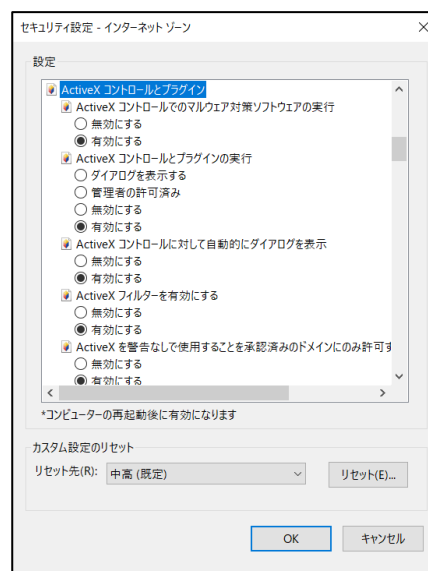 セキュリティ設定 - インターネット ゾーン
設定
ActiveX コントロールとプラグイン
ActiveX コントロールでのマルウェア対策ソフトウェアの実行
無効にする
有効にする
ActiveX コントロールとプラグインの実行
ダイアログを表示する
管理者の許可済み
無効にする
有効にする
ActiveX コントロールに対して自動的にダイアログを表示
無効にする
有効にする
ActiveX フィルターを有効にする
無効にする
有効にする
ActiveX を警告なしで使用することを承認済みのドメインにのみ許可す
無効にする
有効にする
*コンピューターの再起動後に有効になります
カスタム設定のリセット
リセット先(R): 中高 (既定) リセット(E)...
OK キャンセル